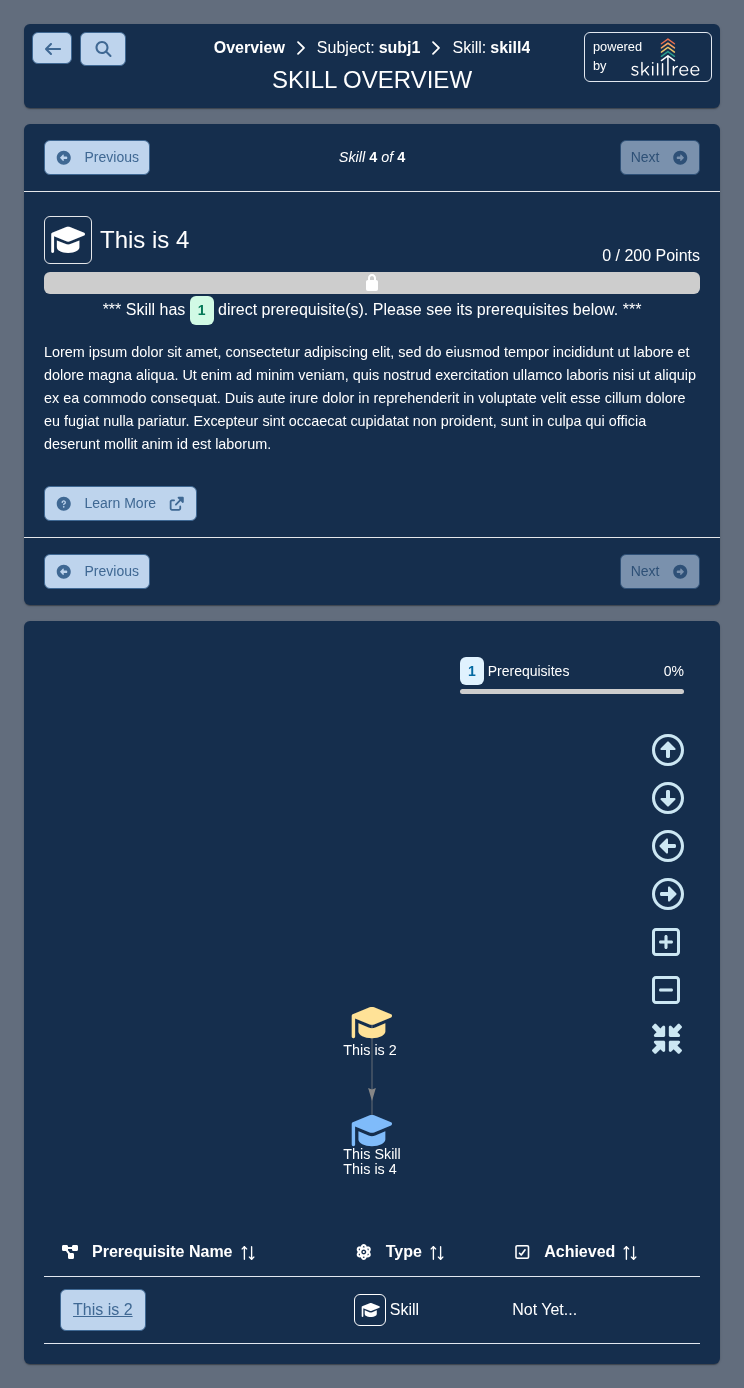 Overview > Subject: subj1 > Skill: skill4
SKILL OVERVIEW
powered
by skilltree
Previous
Skill 4 of 4
Next
This is 4
0 / 200 Points
*** Skill has 1 direct prerequisite(s). Please see its prerequisites below. ***
Lorem ipsum dolor sit amet, consectetur adipiscing elit, sed do eiusmod tempor incididunt ut labore et
dolore magna aliqua. Ut enim ad minim veniam, quis nostrud exercitation ullamco laboris nisi ut aliquip
ex ea commodo consequat. Duis aute irure dolor in reprehenderit in voluptate velit esse cillum dolore
eu fugiat nulla pariatur. Excepteur sint occaecat cupidatat non proident, sunt in culpa qui officia
deserunt mollit anim id est laborum.
Learn More
Previous
Next
1 Prerequisites 0%
This is 2
This Skill
This is 4
Prerequisite Name Type Achieved
This is 2 Skill Not Yet...